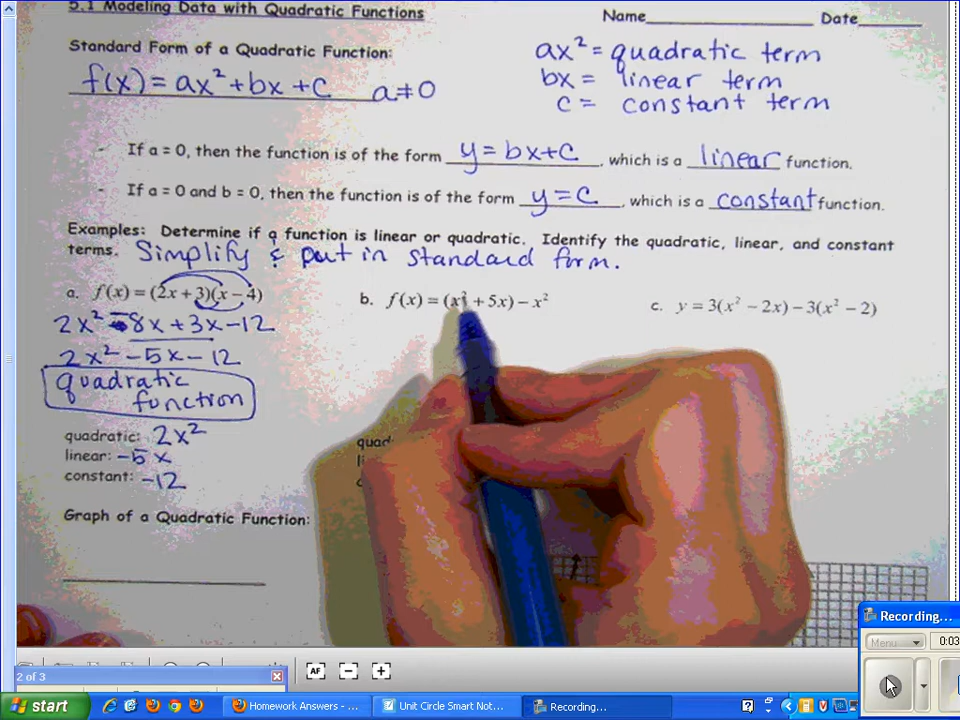 5.1 Modeling Data with Quadratic Functions
Name Date
Standard Form of a Quadratic Function:
f(x) = ax² + bx + c a ≠ 0
ax² = quadratic term
bx = linear term
c = constant term
- If a = 0, then the function is of the form y = bx+c, which is a linear function.
- If a = 0 and b = 0, then the function is of the form y = c, which is a constant function.
Examples: Determine if a function is linear or quadratic. Identify the quadratic, linear, and constant
terms. Simplify & put in standard form.
a. f(x) = (2x + 3)(x − 4)
2x² − 8x + 3x − 12
2x² − 5x − 12
quadratic
function
quadratic: 2x²
linear: −5x
constant: −12
b. f(x) = (x² + 5x) − x²
quad
c. y = 3(x² − 2x) − 3(x² − 2)
Graph of a Quadratic Function:
Recording...
Menu
0:03
2 of 3
AF
start
Homework Answers - ...
Unit Circle Smart Not...
Recording...